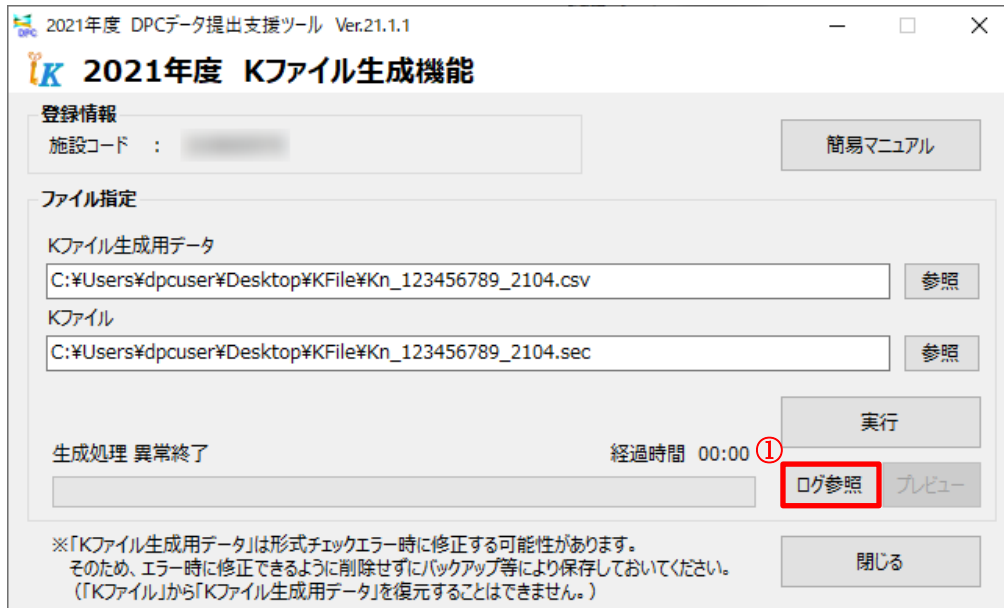 2021年度 DPCデータ提出支援ツール Ver.21.1.1
iK 2021年度 Kファイル生成機能
登録情報
施設コード :
簡易マニュアル
ファイル指定
Kファイル生成用データ
C:¥Users¥dpcuser¥Desktop¥KFile¥Kn_123456789_2104.csv
参照
Kファイル
C:¥Users¥dpcuser¥Desktop¥KFile¥Kn_123456789_2104.sec
参照
実行
生成処理 異常終了
経過時間 00:00
①
ログ参照
プレビュー
※「Kファイル生成用データ」は形式チェックエラー時に修正する可能性があります。
そのため、エラー時に修正できるように削除せずにバックアップ等により保存しておいてください。
(「Kファイル」から「Kファイル生成用データ」を復元することはできません。)
閉じる